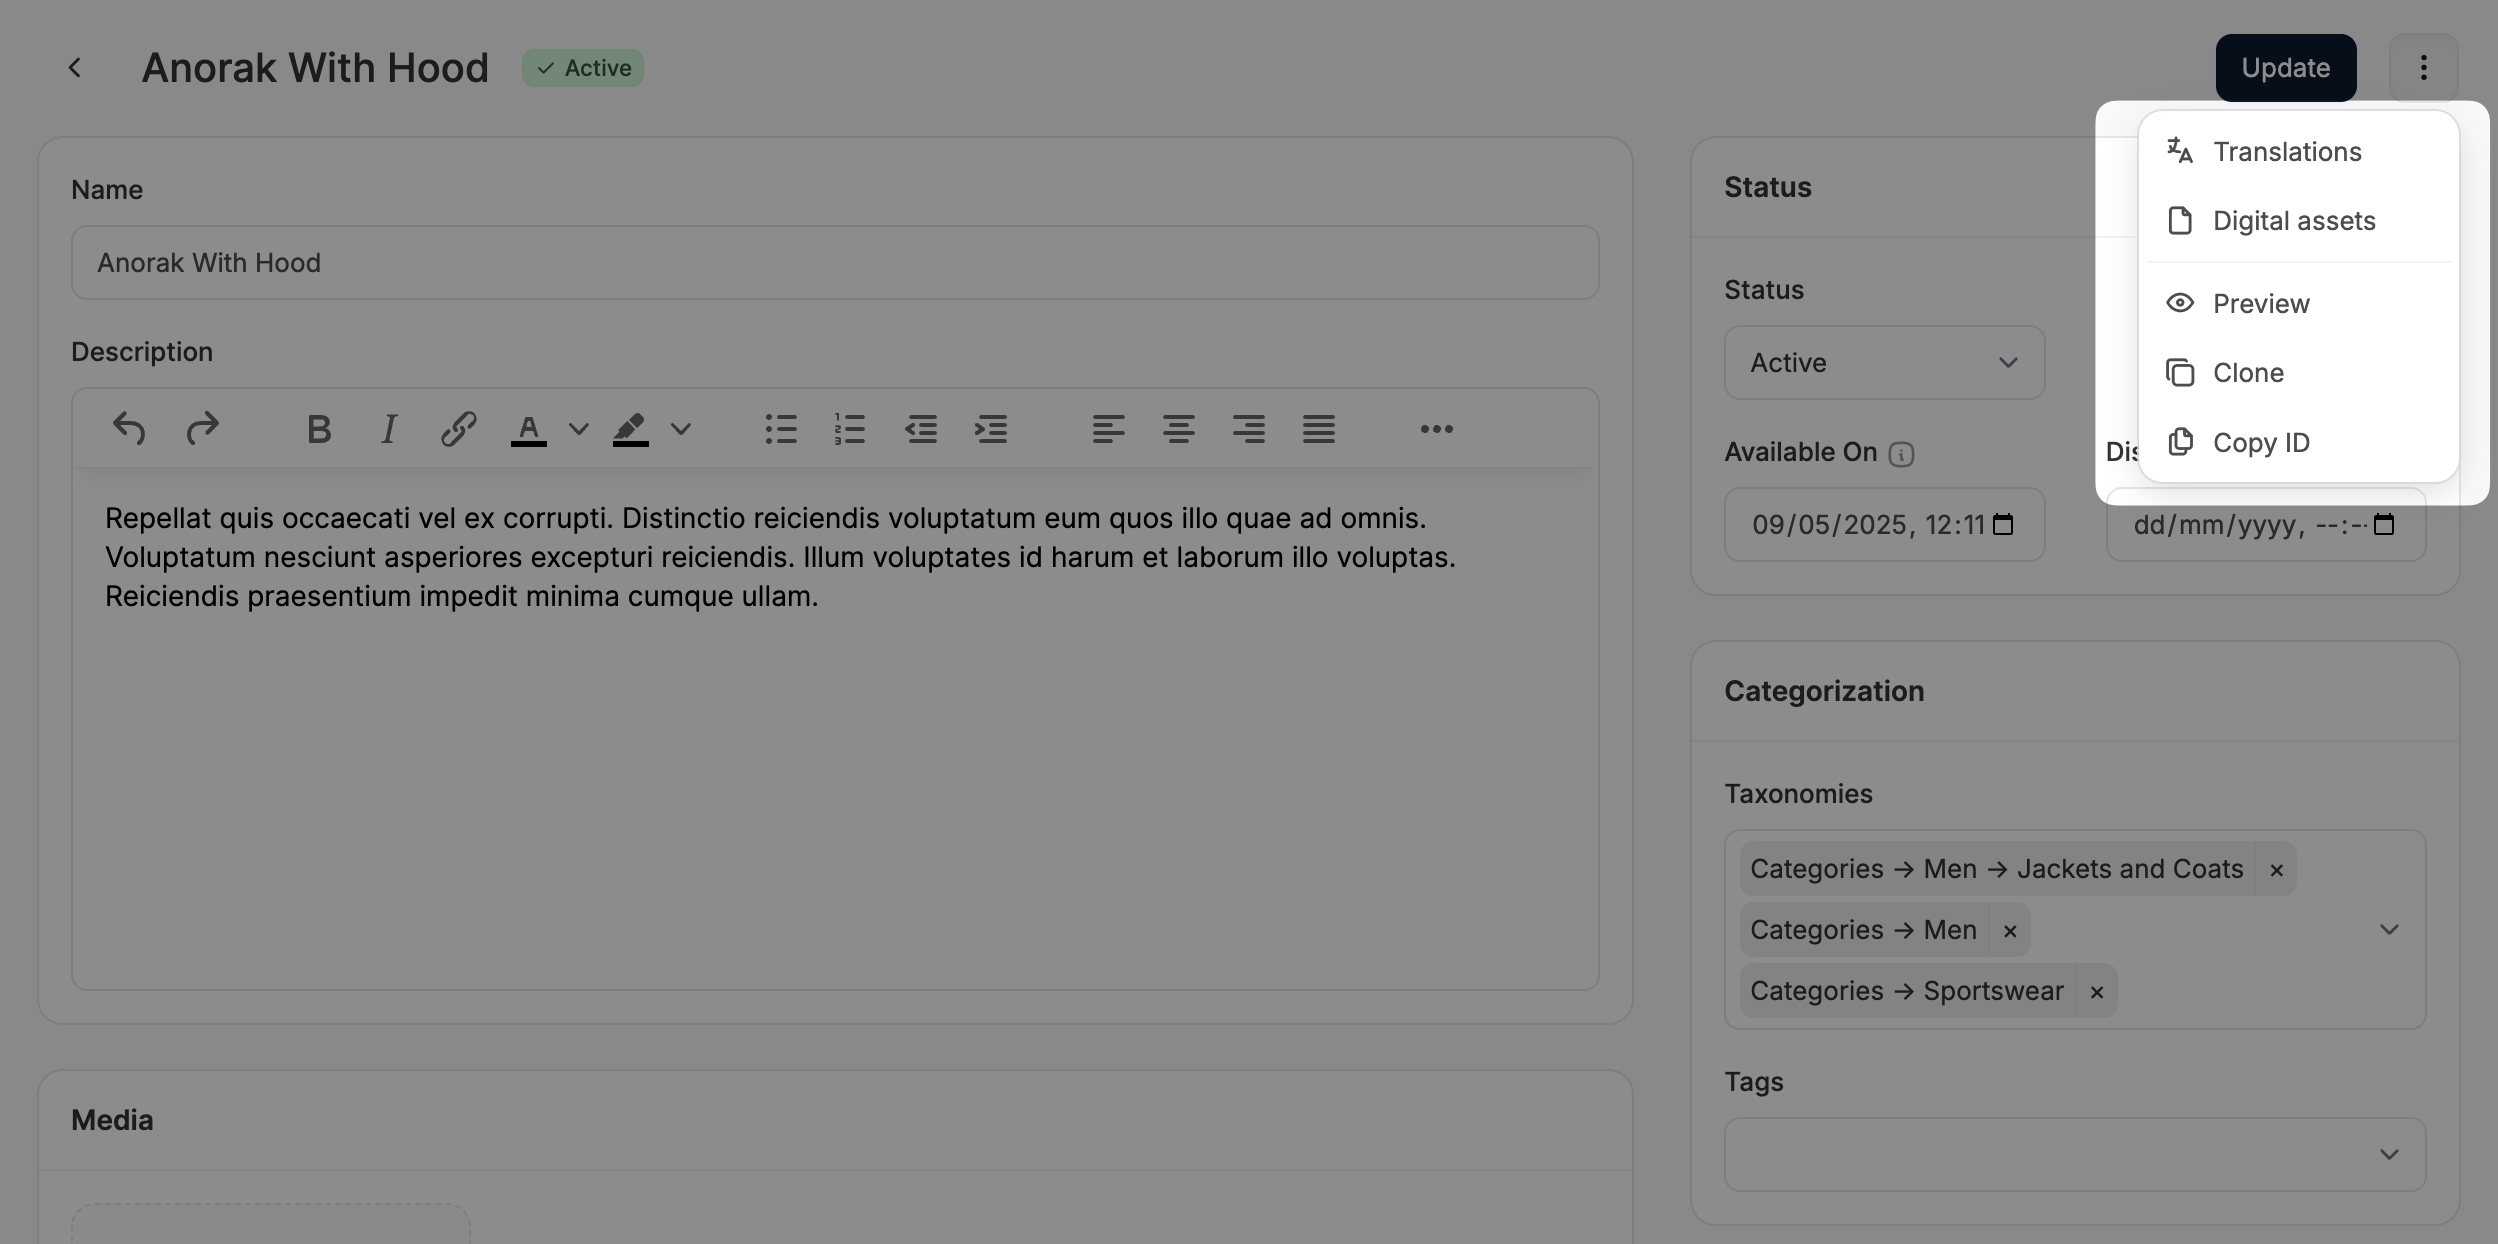 Anorak With Hood
Active
Update
Translations
Digital assets
Preview
Clone
Copy ID
Name
Anorak With Hood
Description
Repellat quis occaecati vel ex corrupti. Distinctio reiciendis voluptatum eum quos illo quae ad omnis.
Voluptatum nesciunt asperiores excepturi reiciendis. Illum voluptates id harum et laborum illo voluptas.
Reiciendis praesentium impedit minima cumque ullam.
Media
Status
Status
Active
Available On
09/05/2025, 12:11
dd/mm/yyyy, --:--
Categorization
Taxonomies
Categories → Men → Jackets and Coats ×
Categories → Men ×
Categories → Sportswear ×
Tags